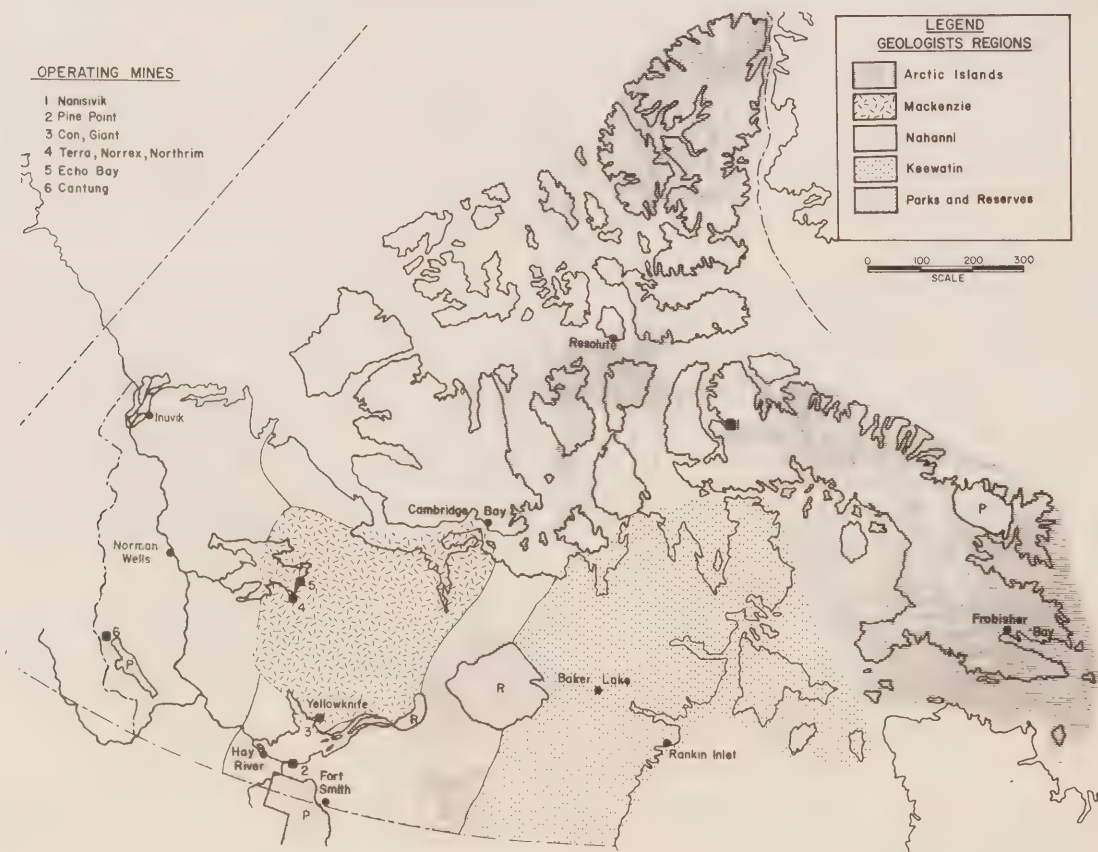 OPERATING MINES
1 Nanisivik
2 Pine Point
3 Con, Giant
4 Terra, Norrex, Northrim
5 Echo Bay
6 Cantung
LEGEND
GEOLOGISTS REGIONS
Arctic Islands
Mackenzie
Nahanni
Keewatin
Parks and Reserves
0 100 200 300
SCALE
Resolute
Inuvik
1
Cambridge Bay
P
Norman
Wells
5
4
6
P
Frobisher Bay
R
Baker Lake
Yellowknife
3
R
Hay
River
2
Rankin Inlet
Fort
Smith
P